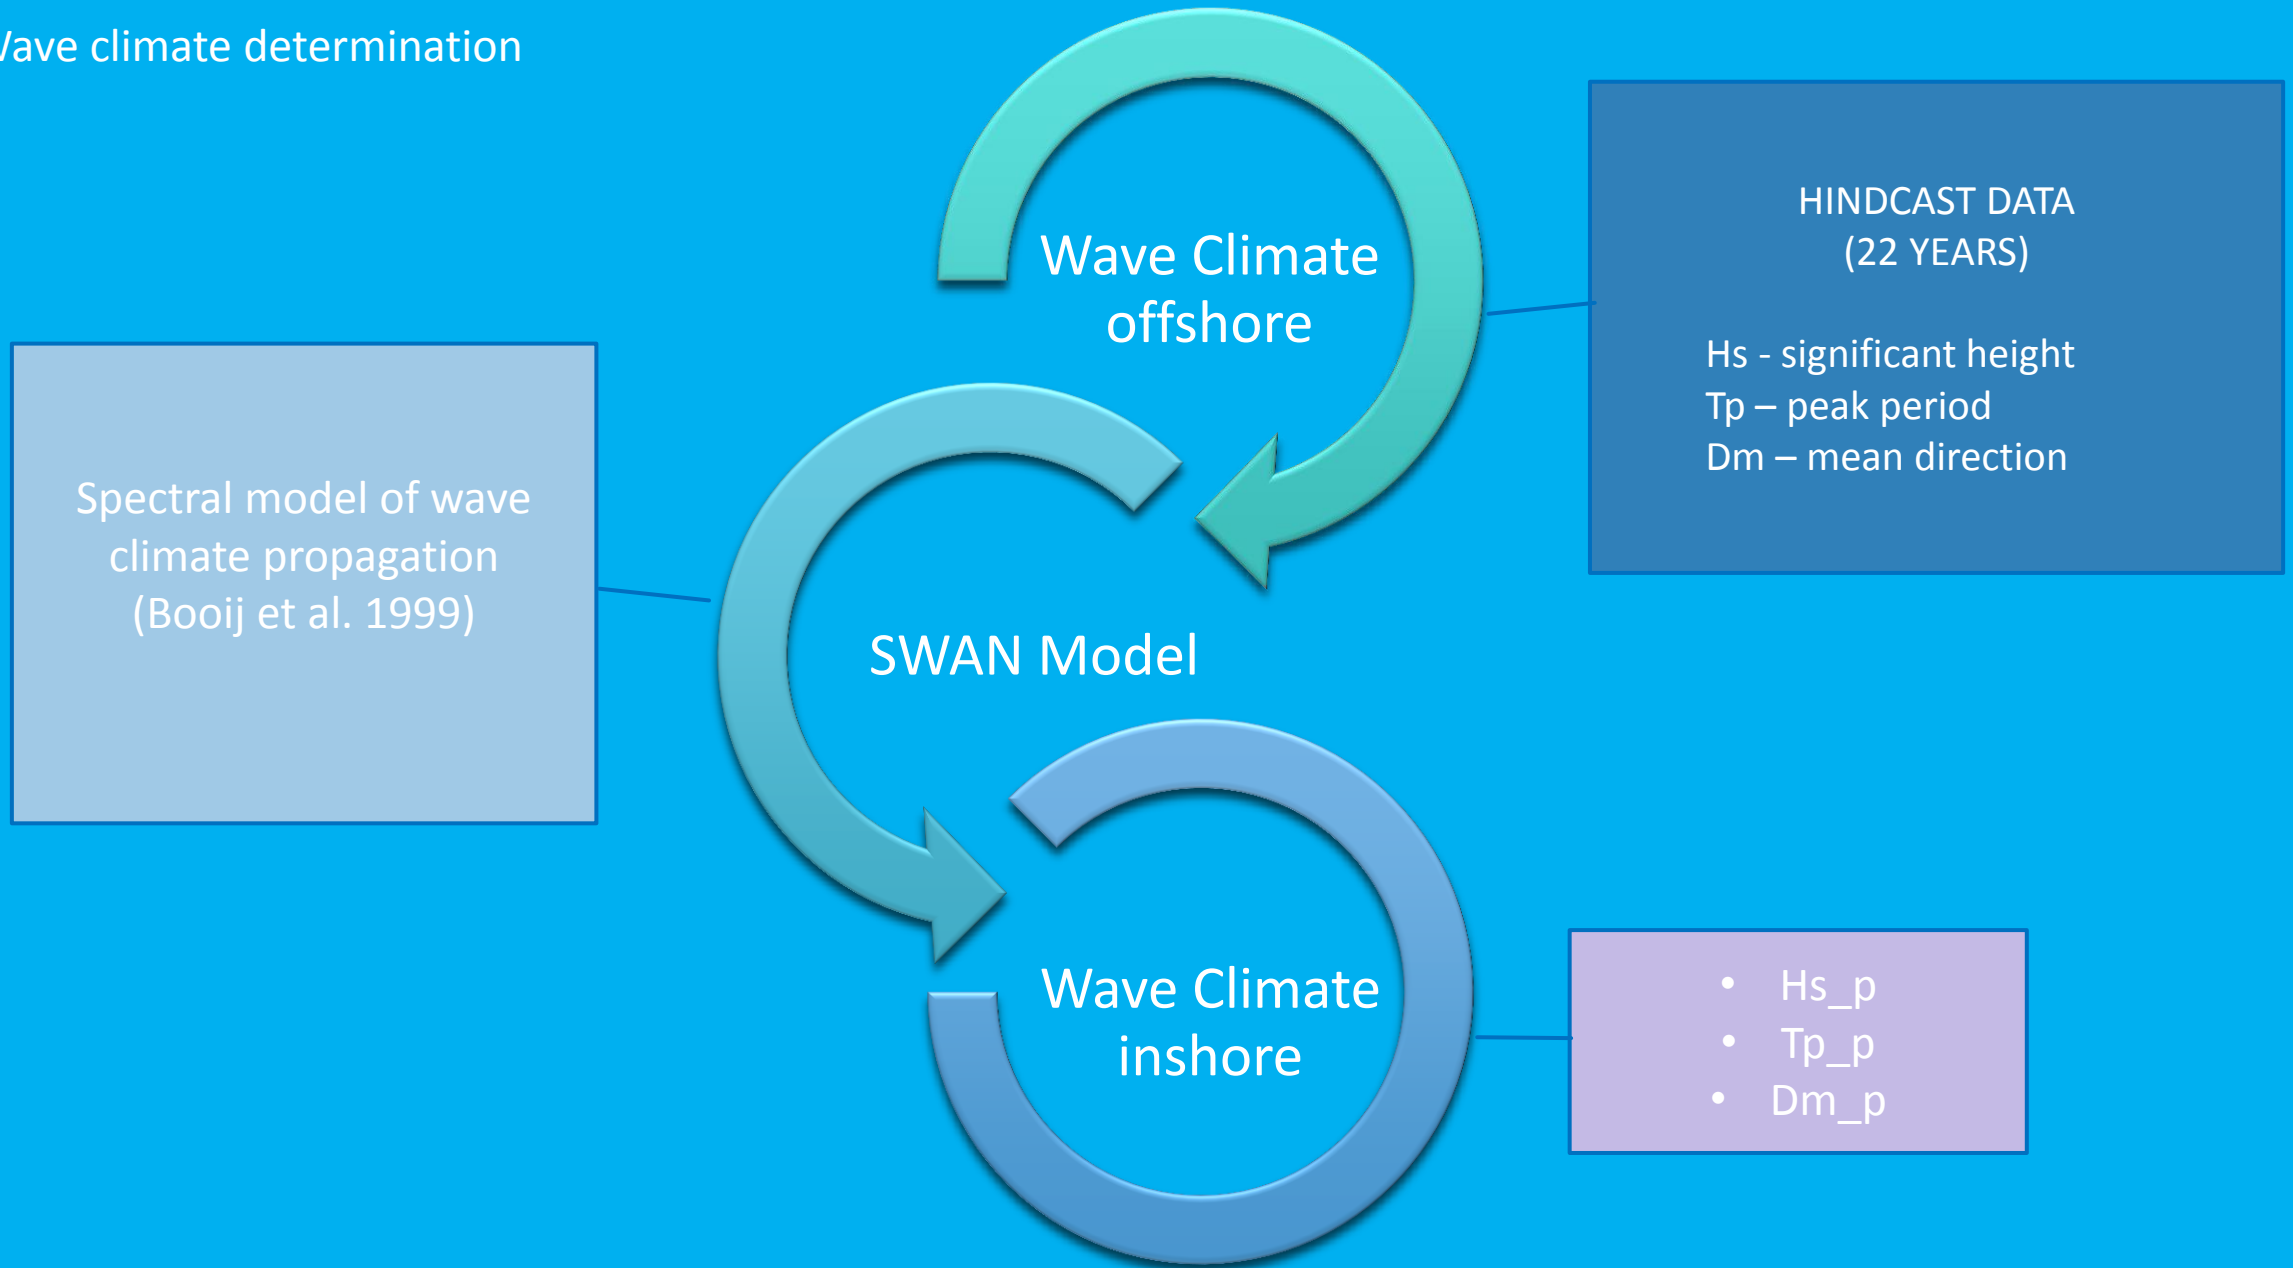 Wave climate determination
Wave Climate
offshore
HINDCAST DATA
(22 YEARS)
Hs - significant height
Tp – peak period
Dm – mean direction
Spectral model of wave
climate propagation
(Booij et al. 1999)
SWAN Model
Wave Climate
inshore
• Hs_p
• Tp_p
• Dm_p